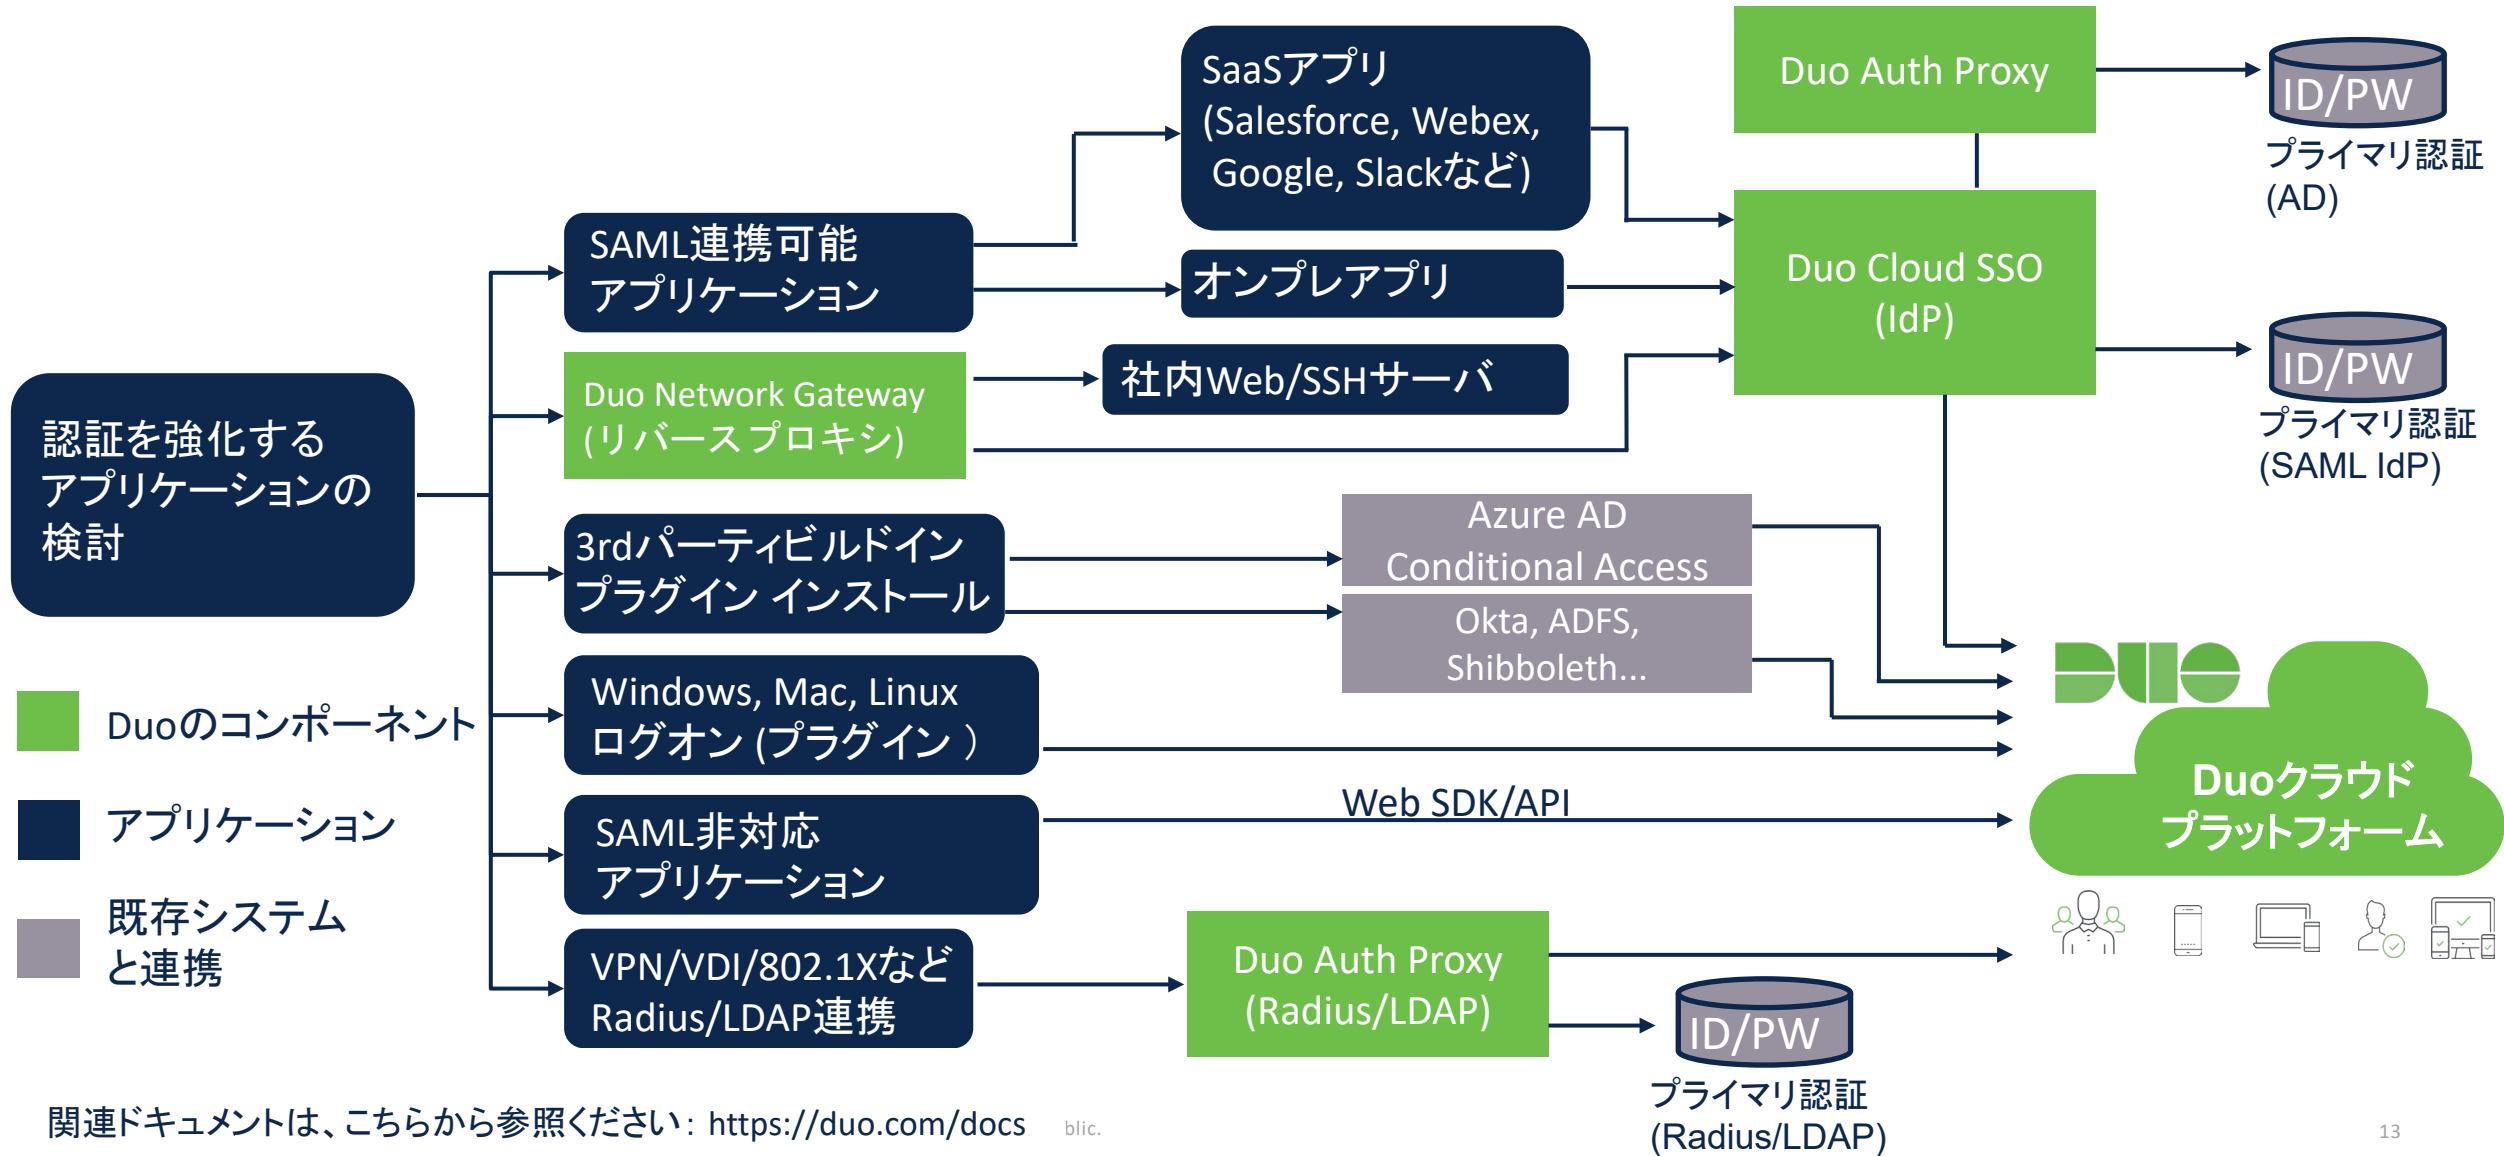 SaaSアプリ
(Salesforce, Webex,
Google, Slackなど)
Duo Auth Proxy
ID/PW
プライマリ認証
(AD)
SAML連携可能
アプリケーション
オンプレアプリ
Duo Cloud SSO
(IdP)
ID/PW
プライマリ認証
(SAML IdP)
Duo Network Gateway
(リバースプロキシ)
社内Web/SSHサーバ
認証を強化する
アプリケーションの
検討
3rdパーティビルドイン
プラグイン インストール
Azure AD
Conditional Access
Okta, ADFS,
Shibboleth...
Windows, Mac, Linux
ログオン (プラグイン ）
DUO
Duoクラウド
プラットフォーム
Web SDK/API
SAML非対応
アプリケーション
VPN/VDI/802.1Xなど
Radius/LDAP連携
Duo Auth Proxy
(Radius/LDAP)
ID/PW
プライマリ認証
(Radius/LDAP)
Duoのコンポーネント
アプリケーション
既存システム
と連携
関連ドキュメントは、こちらから参照ください： https://duo.com/docs
blic.
13